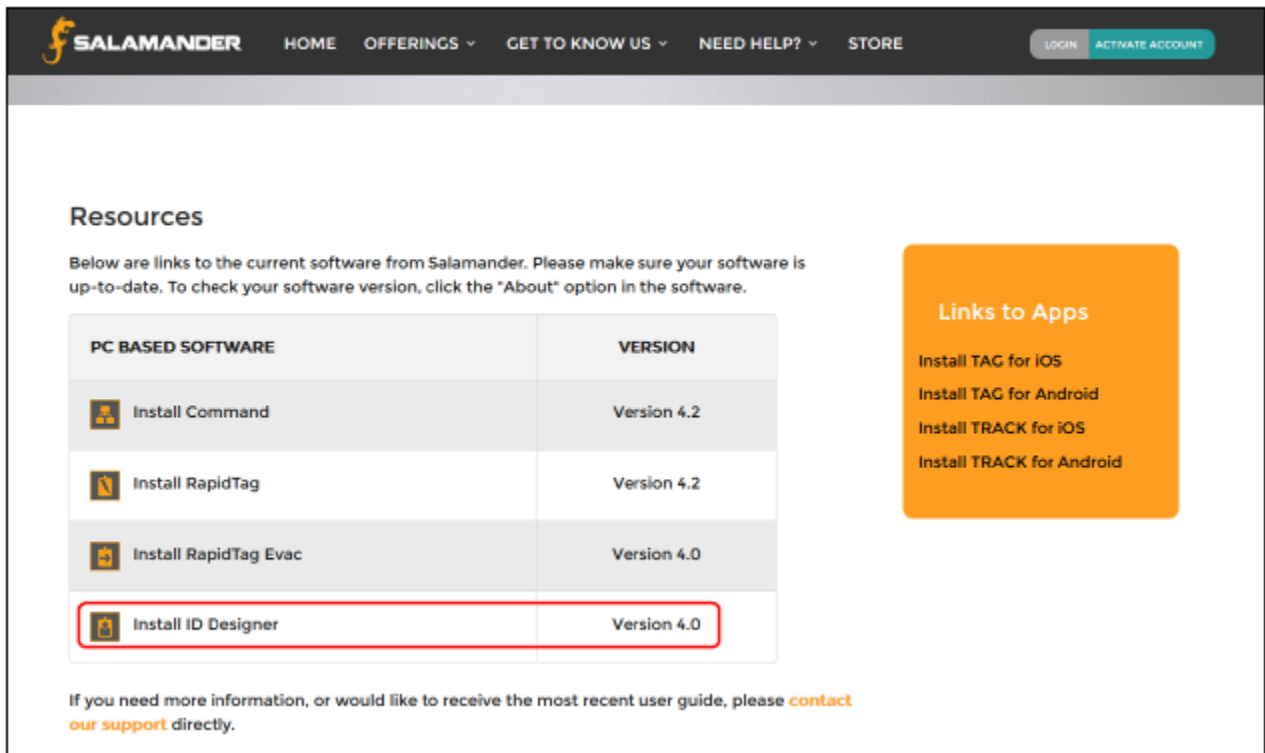 SALAMANDER HOME OFFERINGS GET TO KNOW US NEED HELP? STORE LOGIN ACTIVATE ACCOUNT
Resources
Below are links to the current software from Salamander. Please make sure your software is
up-to-date. To check your software version, click the "About" option in the software.
PC BASED SOFTWARE VERSION
Install Command Version 4.2
Install RapidTag Version 4.2
Install RapidTag Evac Version 4.0
Install ID Designer Version 4.0
If you need more information, or would like to receive the most recent user guide, please contact
our support directly.
Links to Apps
Install TAG for iOS
Install TAG for Android
Install TRACK for iOS
Install TRACK for Android